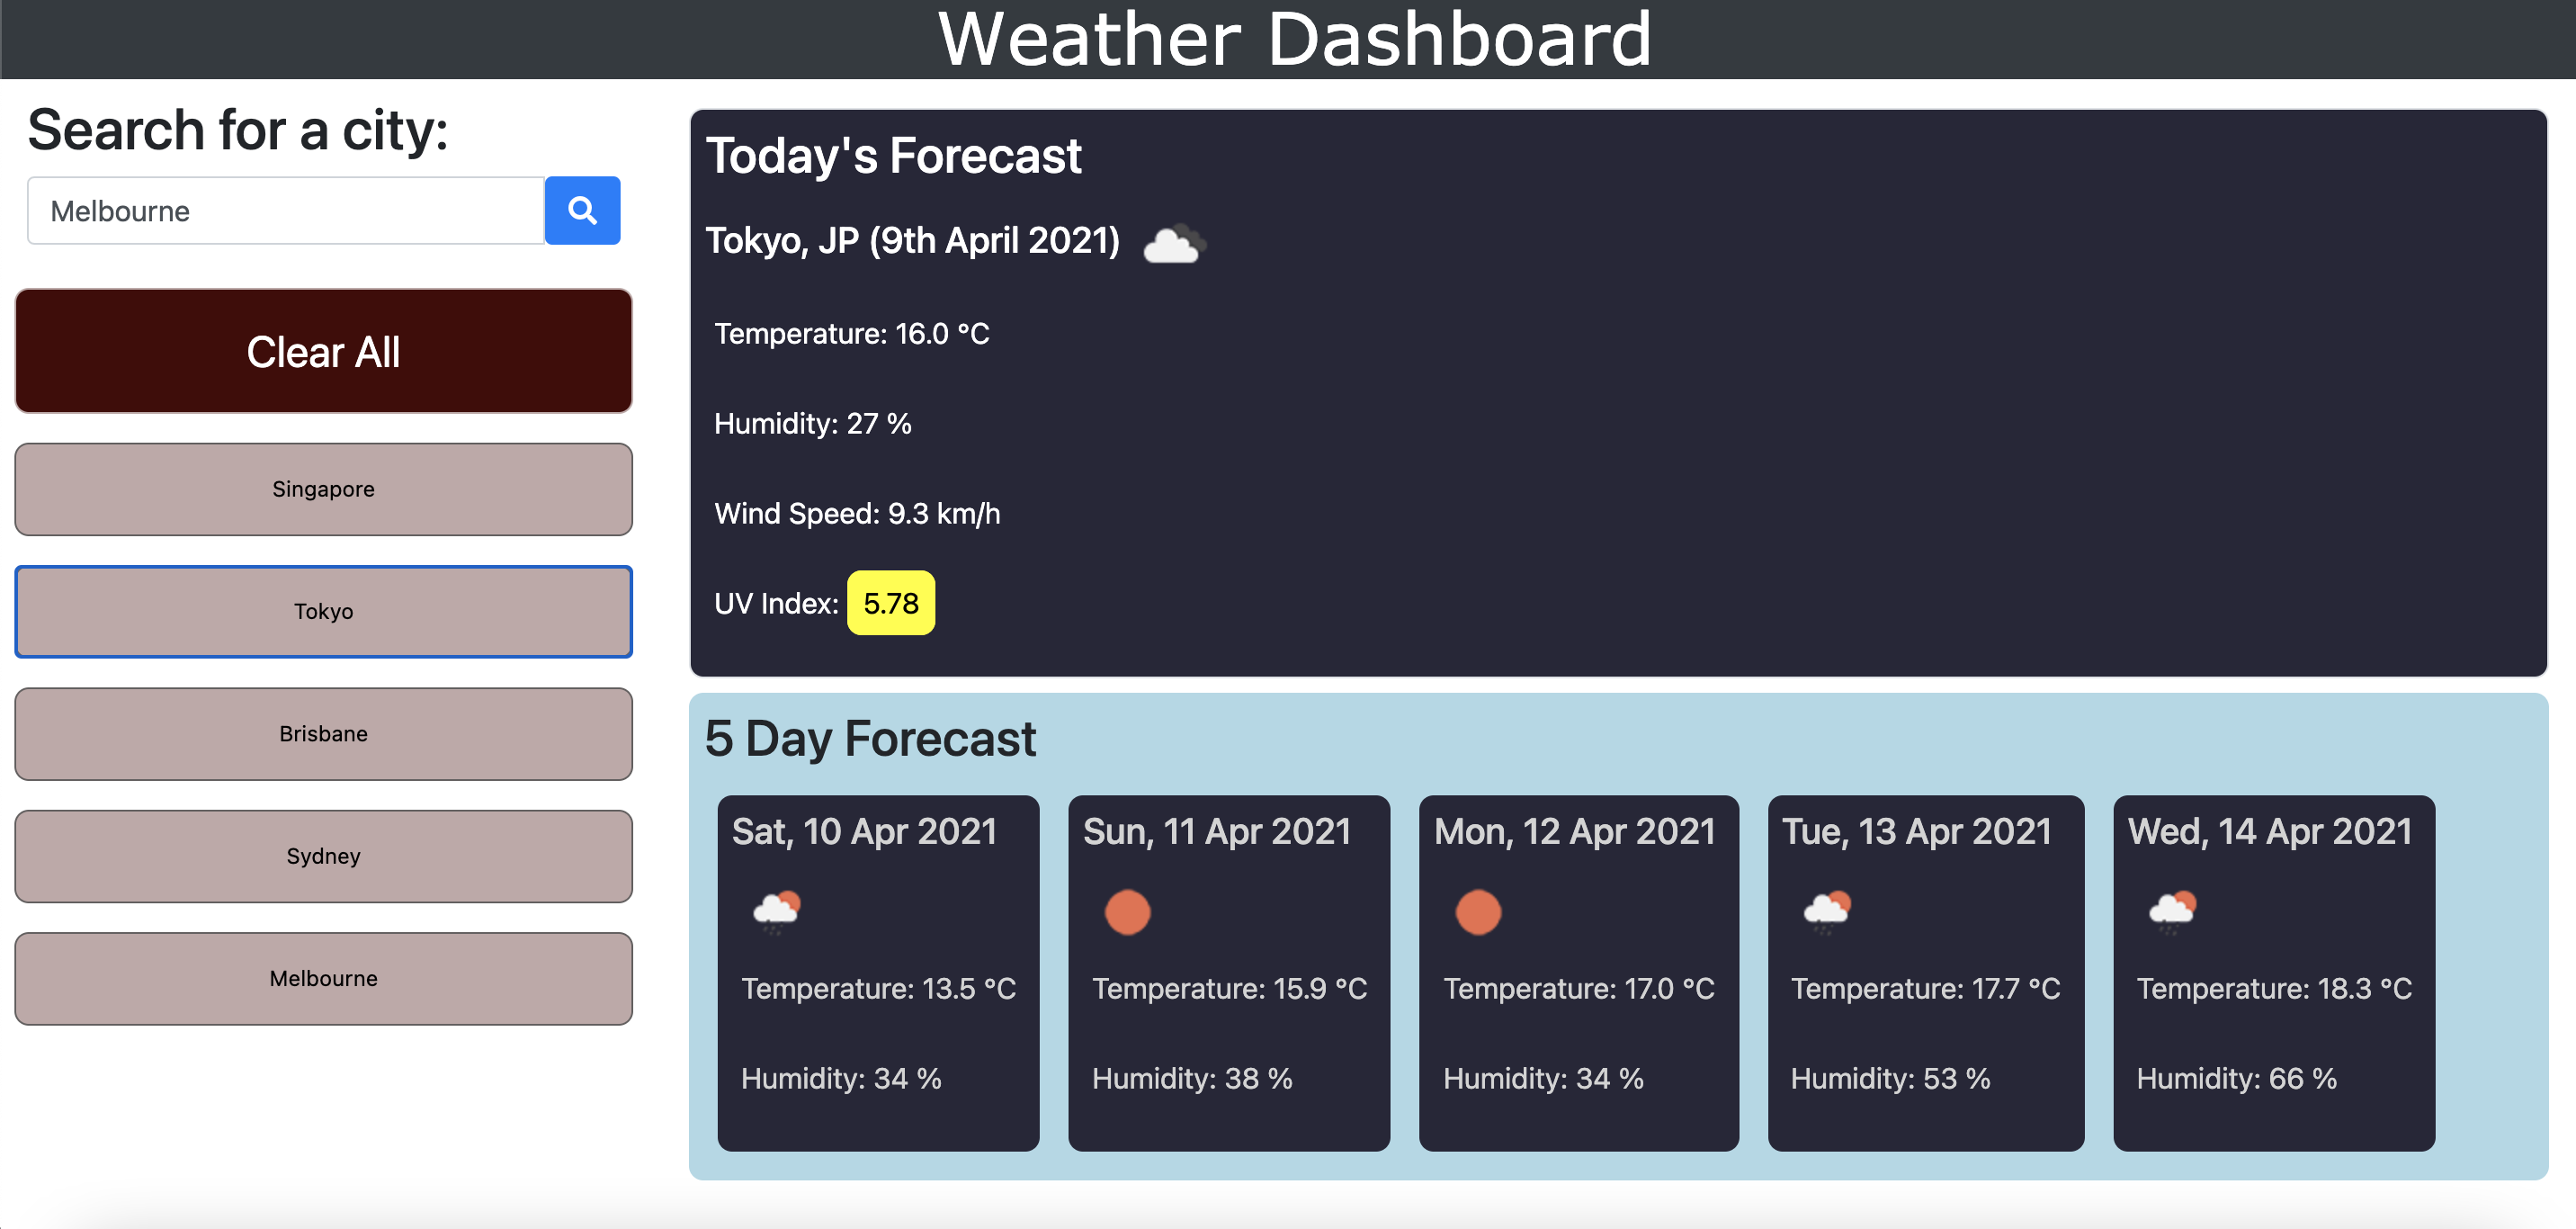 Weather Dashboard
Search for a city:
Melbourne
Clear All
Singapore
Tokyo
Brisbane
Sydney
Melbourne
Today's Forecast
Tokyo, JP (9th April 2021)
Temperature: 16.0 °C
Humidity: 27 %
Wind Speed: 9.3 km/h
UV Index: 5.78
5 Day Forecast
Sat, 10 Apr 2021
Temperature: 13.5 °C
Humidity: 34 %
Sun, 11 Apr 2021
Temperature: 15.9 °C
Humidity: 38 %
Mon, 12 Apr 2021
Temperature: 17.0 °C
Humidity: 34 %
Tue, 13 Apr 2021
Temperature: 17.7 °C
Humidity: 53 %
Wed, 14 Apr 2021
Temperature: 18.3 °C
Humidity: 66 %